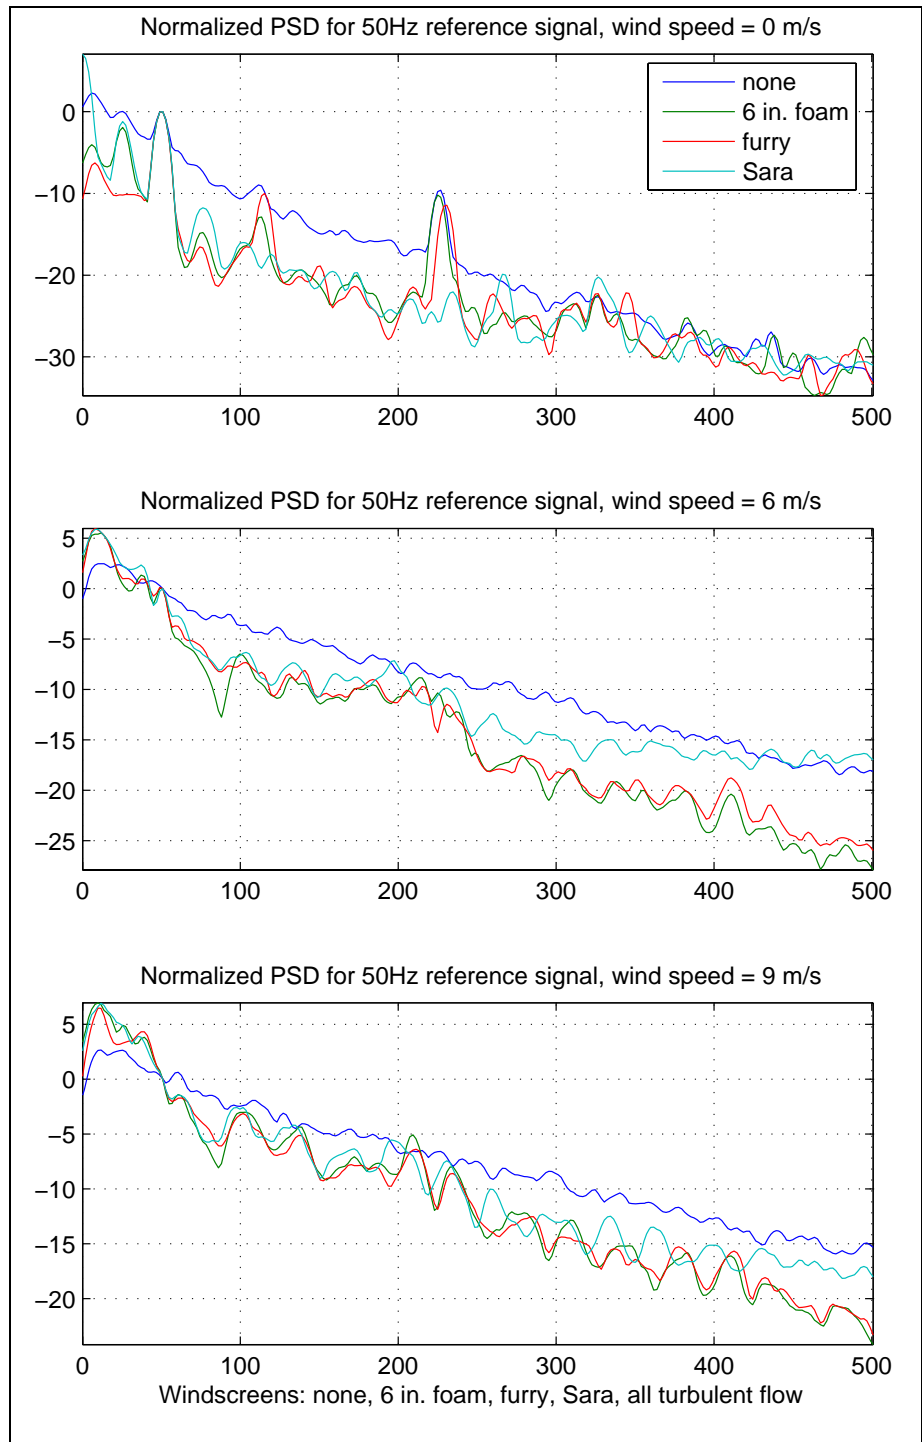 Normalized PSD for 50Hz reference signal, wind speed = 0 m/s
none
6 in. foam
furry
Sara
0
−10
−20
−30
0 100 200 300 400 500
Normalized PSD for 50Hz reference signal, wind speed = 6 m/s
5
0
−5
−10
−15
−20
−25
0 100 200 300 400 500
Normalized PSD for 50Hz reference signal, wind speed = 9 m/s
5
0
−5
−10
−15
−20
0 100 200 300 400 500
Windscreens: none, 6 in. foam, furry, Sara, all turbulent flow